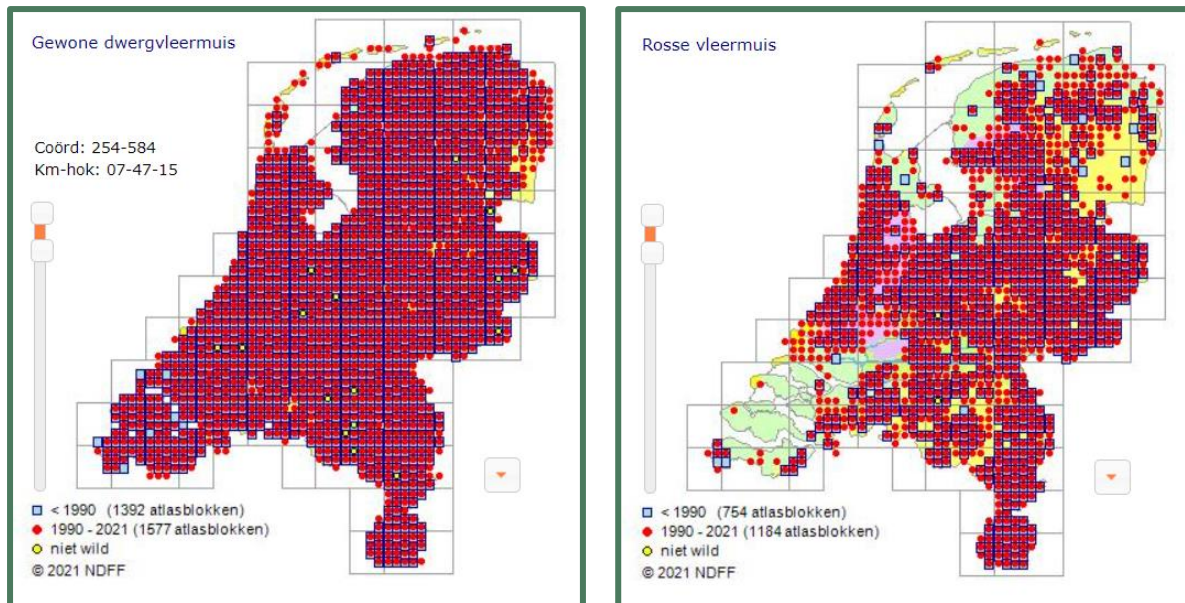 Gewone dwergvleermuis
Coörd: 254-584
Km-hok: 07-47-15
< 1990 (1392 atlasblokken)
1990 - 2021 (1577 atlasblokken)
niet wild
© 2021 NDFF
Rosse vleermuis
< 1990 (754 atlasblokken)
1990 - 2021 (1184 atlasblokken)
niet wild
© 2021 NDFF